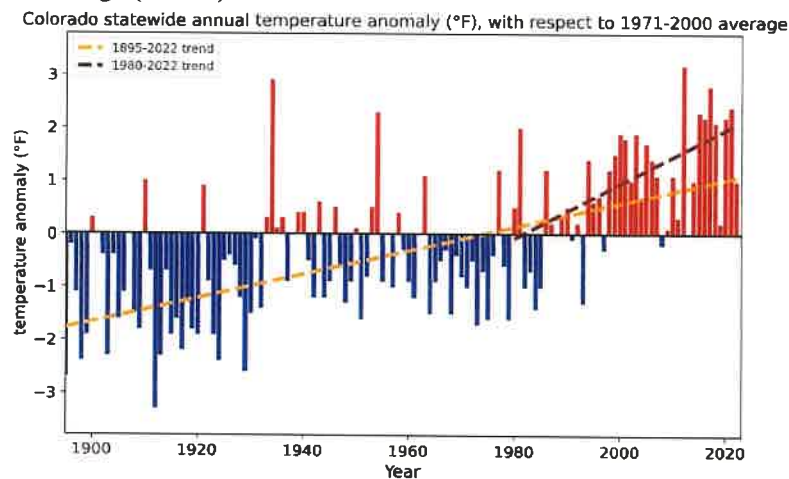 Colorado statewide annual temperature anomaly (°F), with respect to 1971-2000 average
1895-2022 trend
1980-2022 trend
temperature anomaly (°F)
3
2
1
0
−1
−2
−3
1900
1920
1940
1960
1980
2000
2020
Year